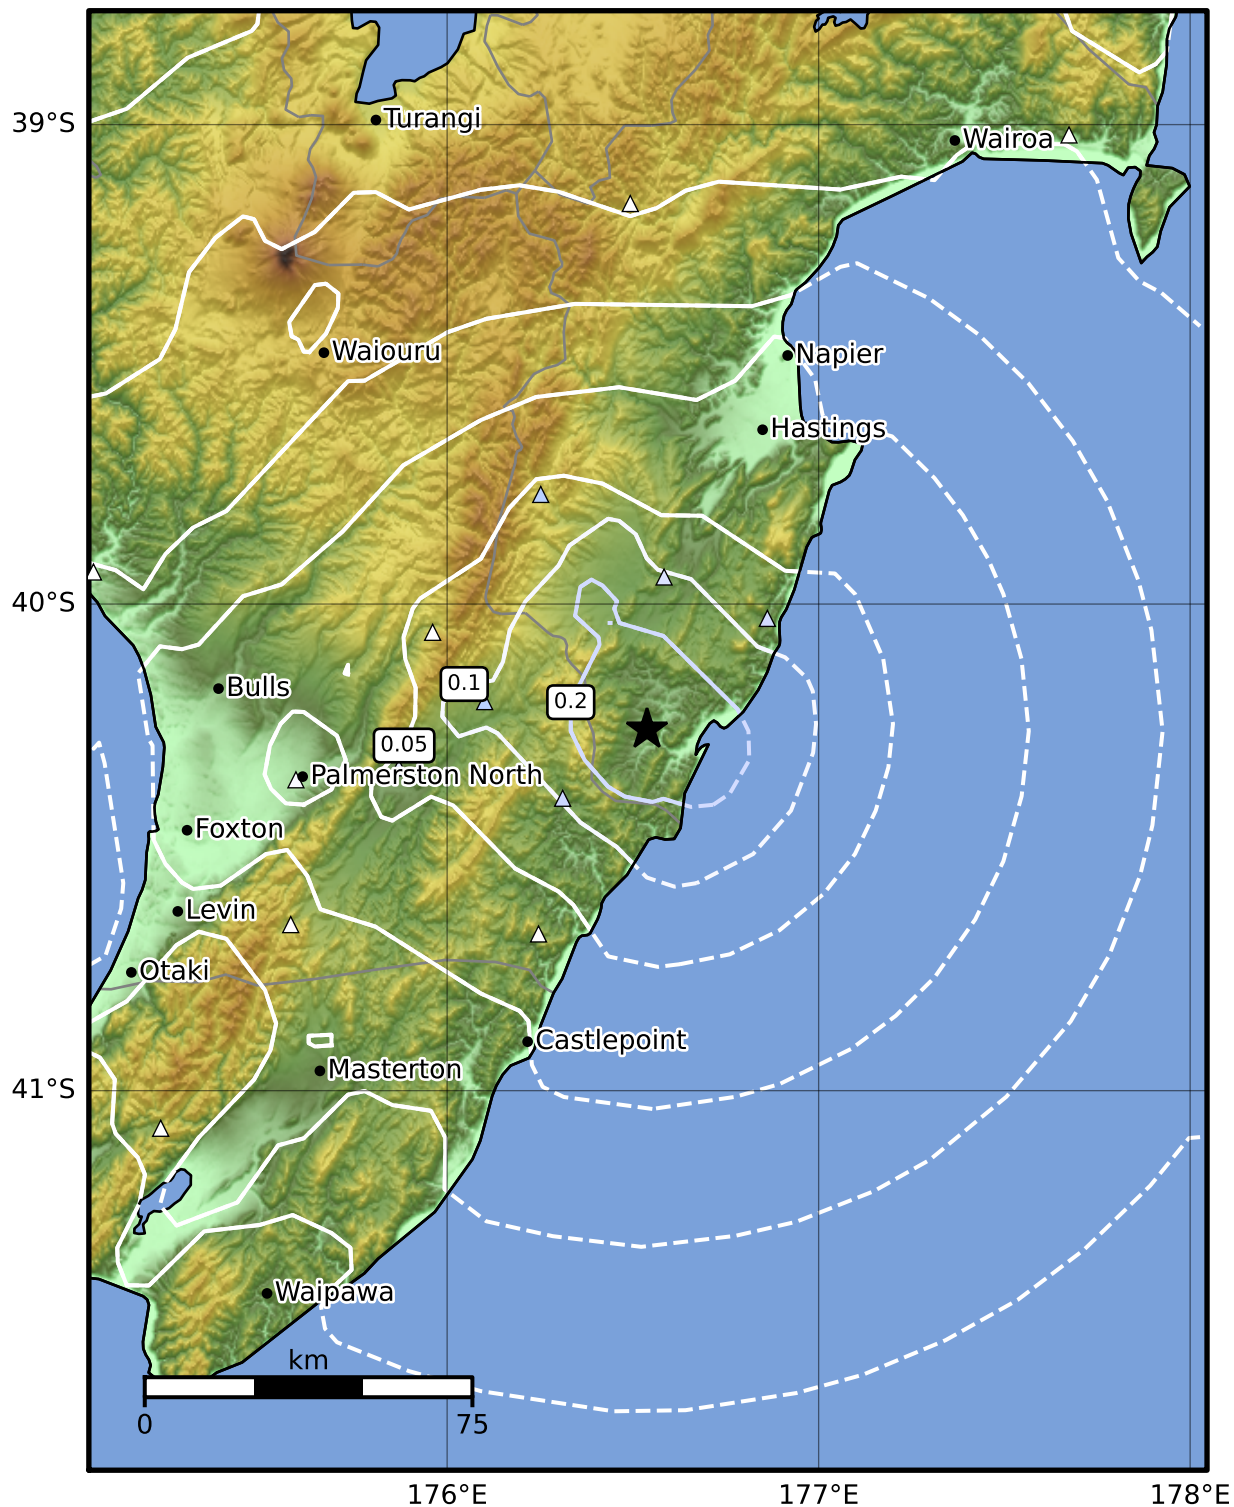 Turangi
39°S
Wairoa
Waiouru
Napier
Hastings
40°S
Bulls
0.1
0.2
0.05
Palmerston North
Foxton
Levin
Otaki
Castlepoint
Masterton
41°S
Waipawa
km
0 75
176°E 177°E 178°E